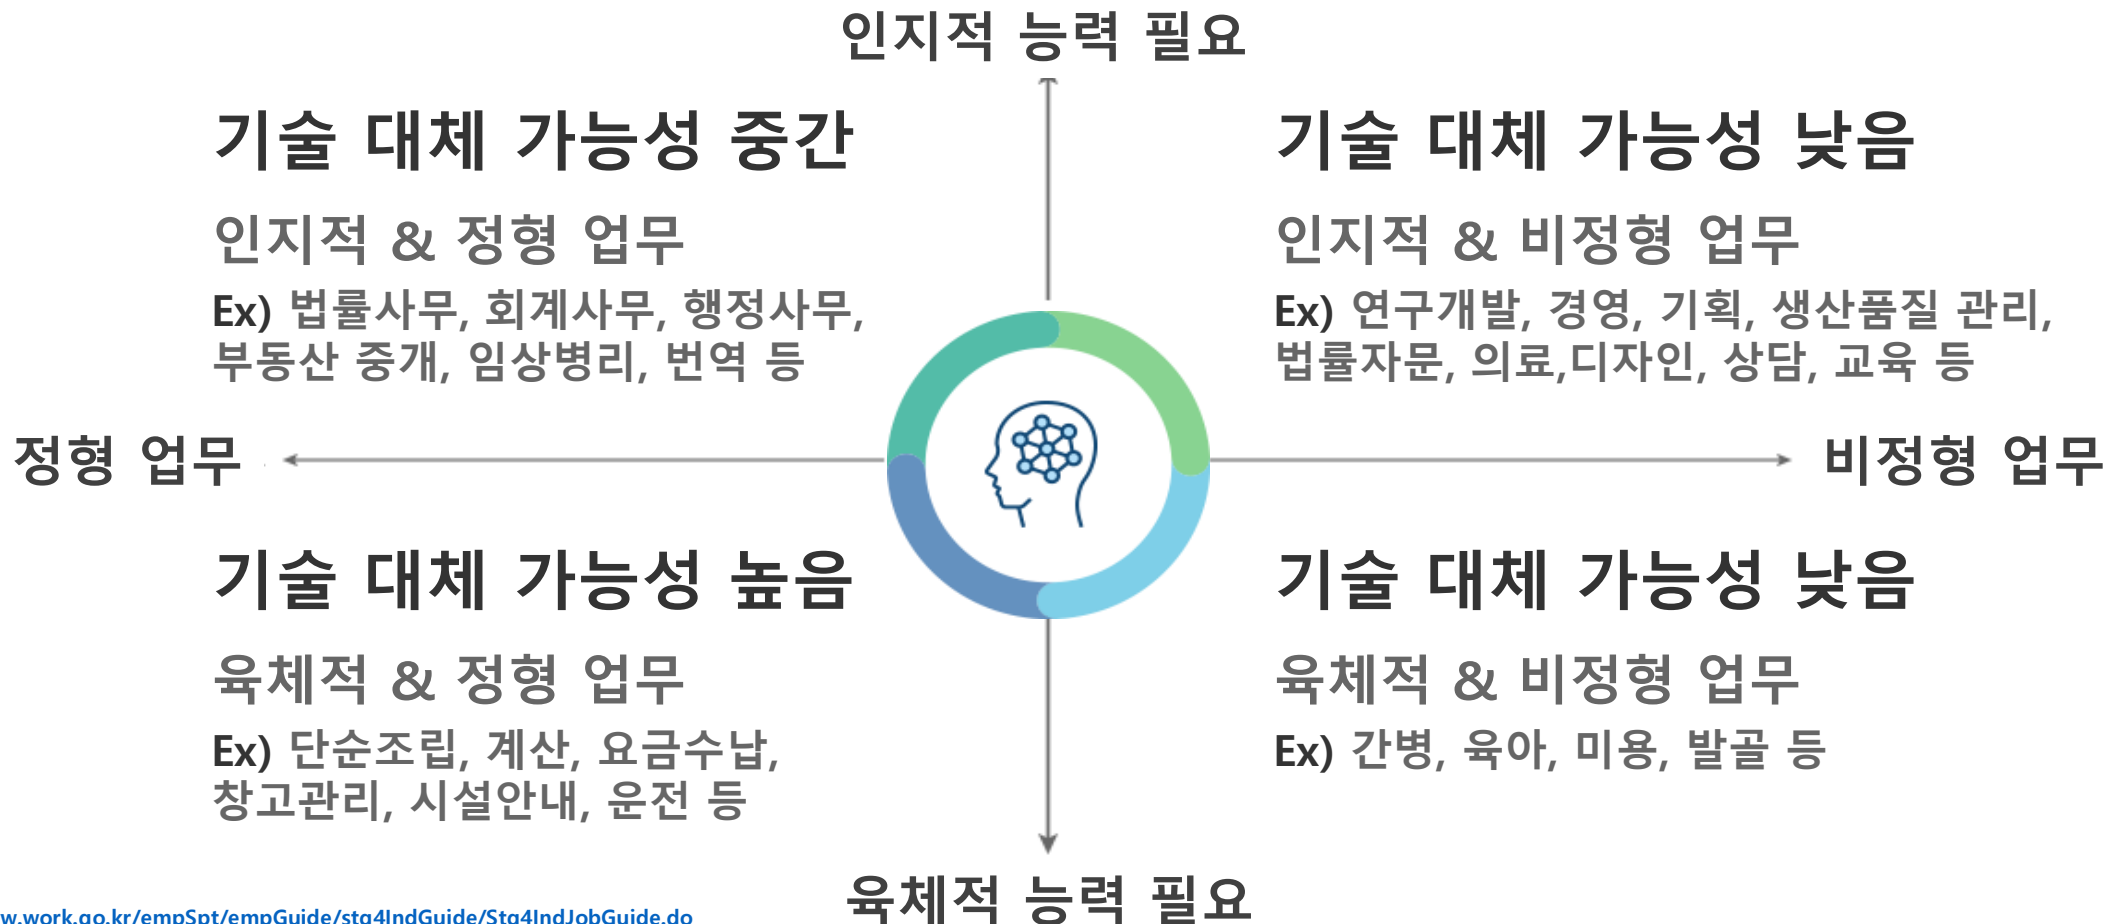 인지적 능력 필요
기술 대체 가능성 중간
인지적 & 정형 업무
Ex) 법률사무, 회계사무, 행정사무,
부동산 중개, 임상병리, 번역 등
기술 대체 가능성 낮음
인지적 & 비정형 업무
Ex) 연구개발, 경영, 기획, 생산품질 관리,
법률자문, 의료,디자인, 상담, 교육 등
정형 업무
비정형 업무
기술 대체 가능성 높음
육체적 & 정형 업무
Ex) 단순조립, 계산, 요금수납,
창고관리, 시설안내, 운전 등
기술 대체 가능성 낮음
육체적 & 비정형 업무
Ex) 간병, 육아, 미용, 발골 등
육체적 능력 필요
w.work.go.kr/empSpt/empGuide/stg4IndGuide/Stg4IndJobGuide.do